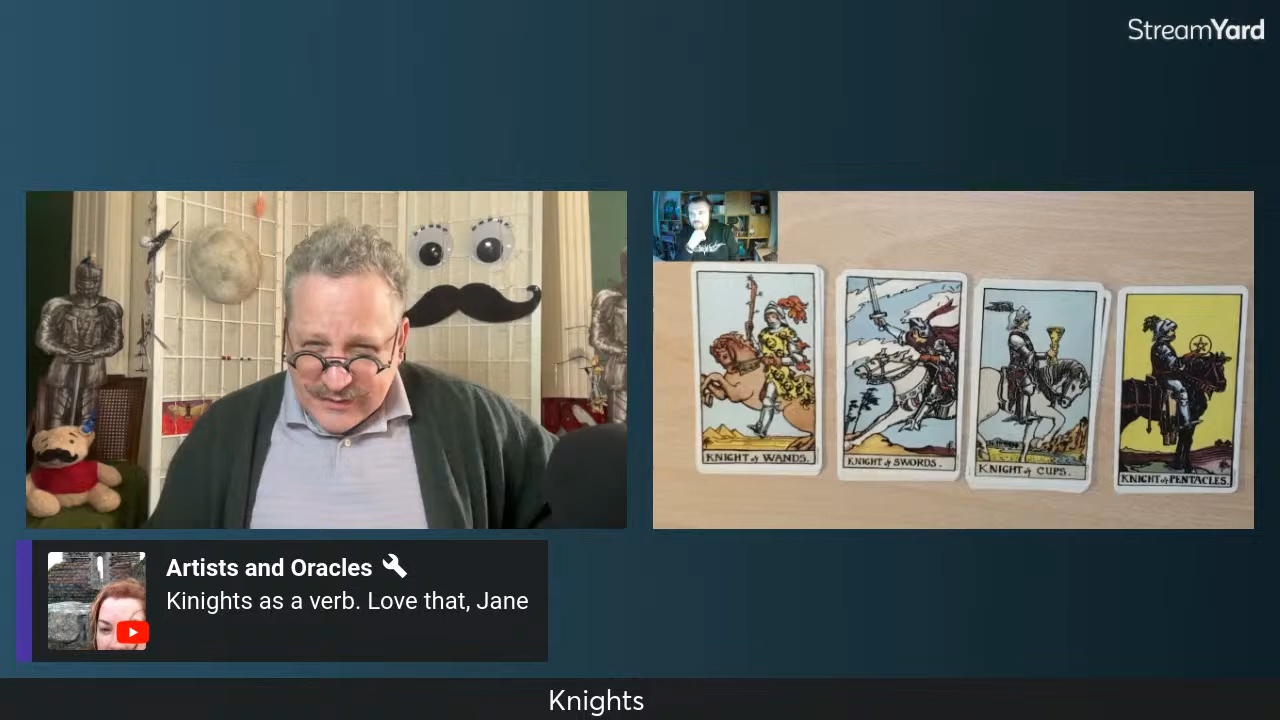 StreamYard
KNIGHT of WANDS.
KNIGHT of SWORDS.
KNIGHT of CUPS.
KNIGHT of PENTACLES.
Artists and Oracles
Kinights as a verb. Love that, Jane
Knights